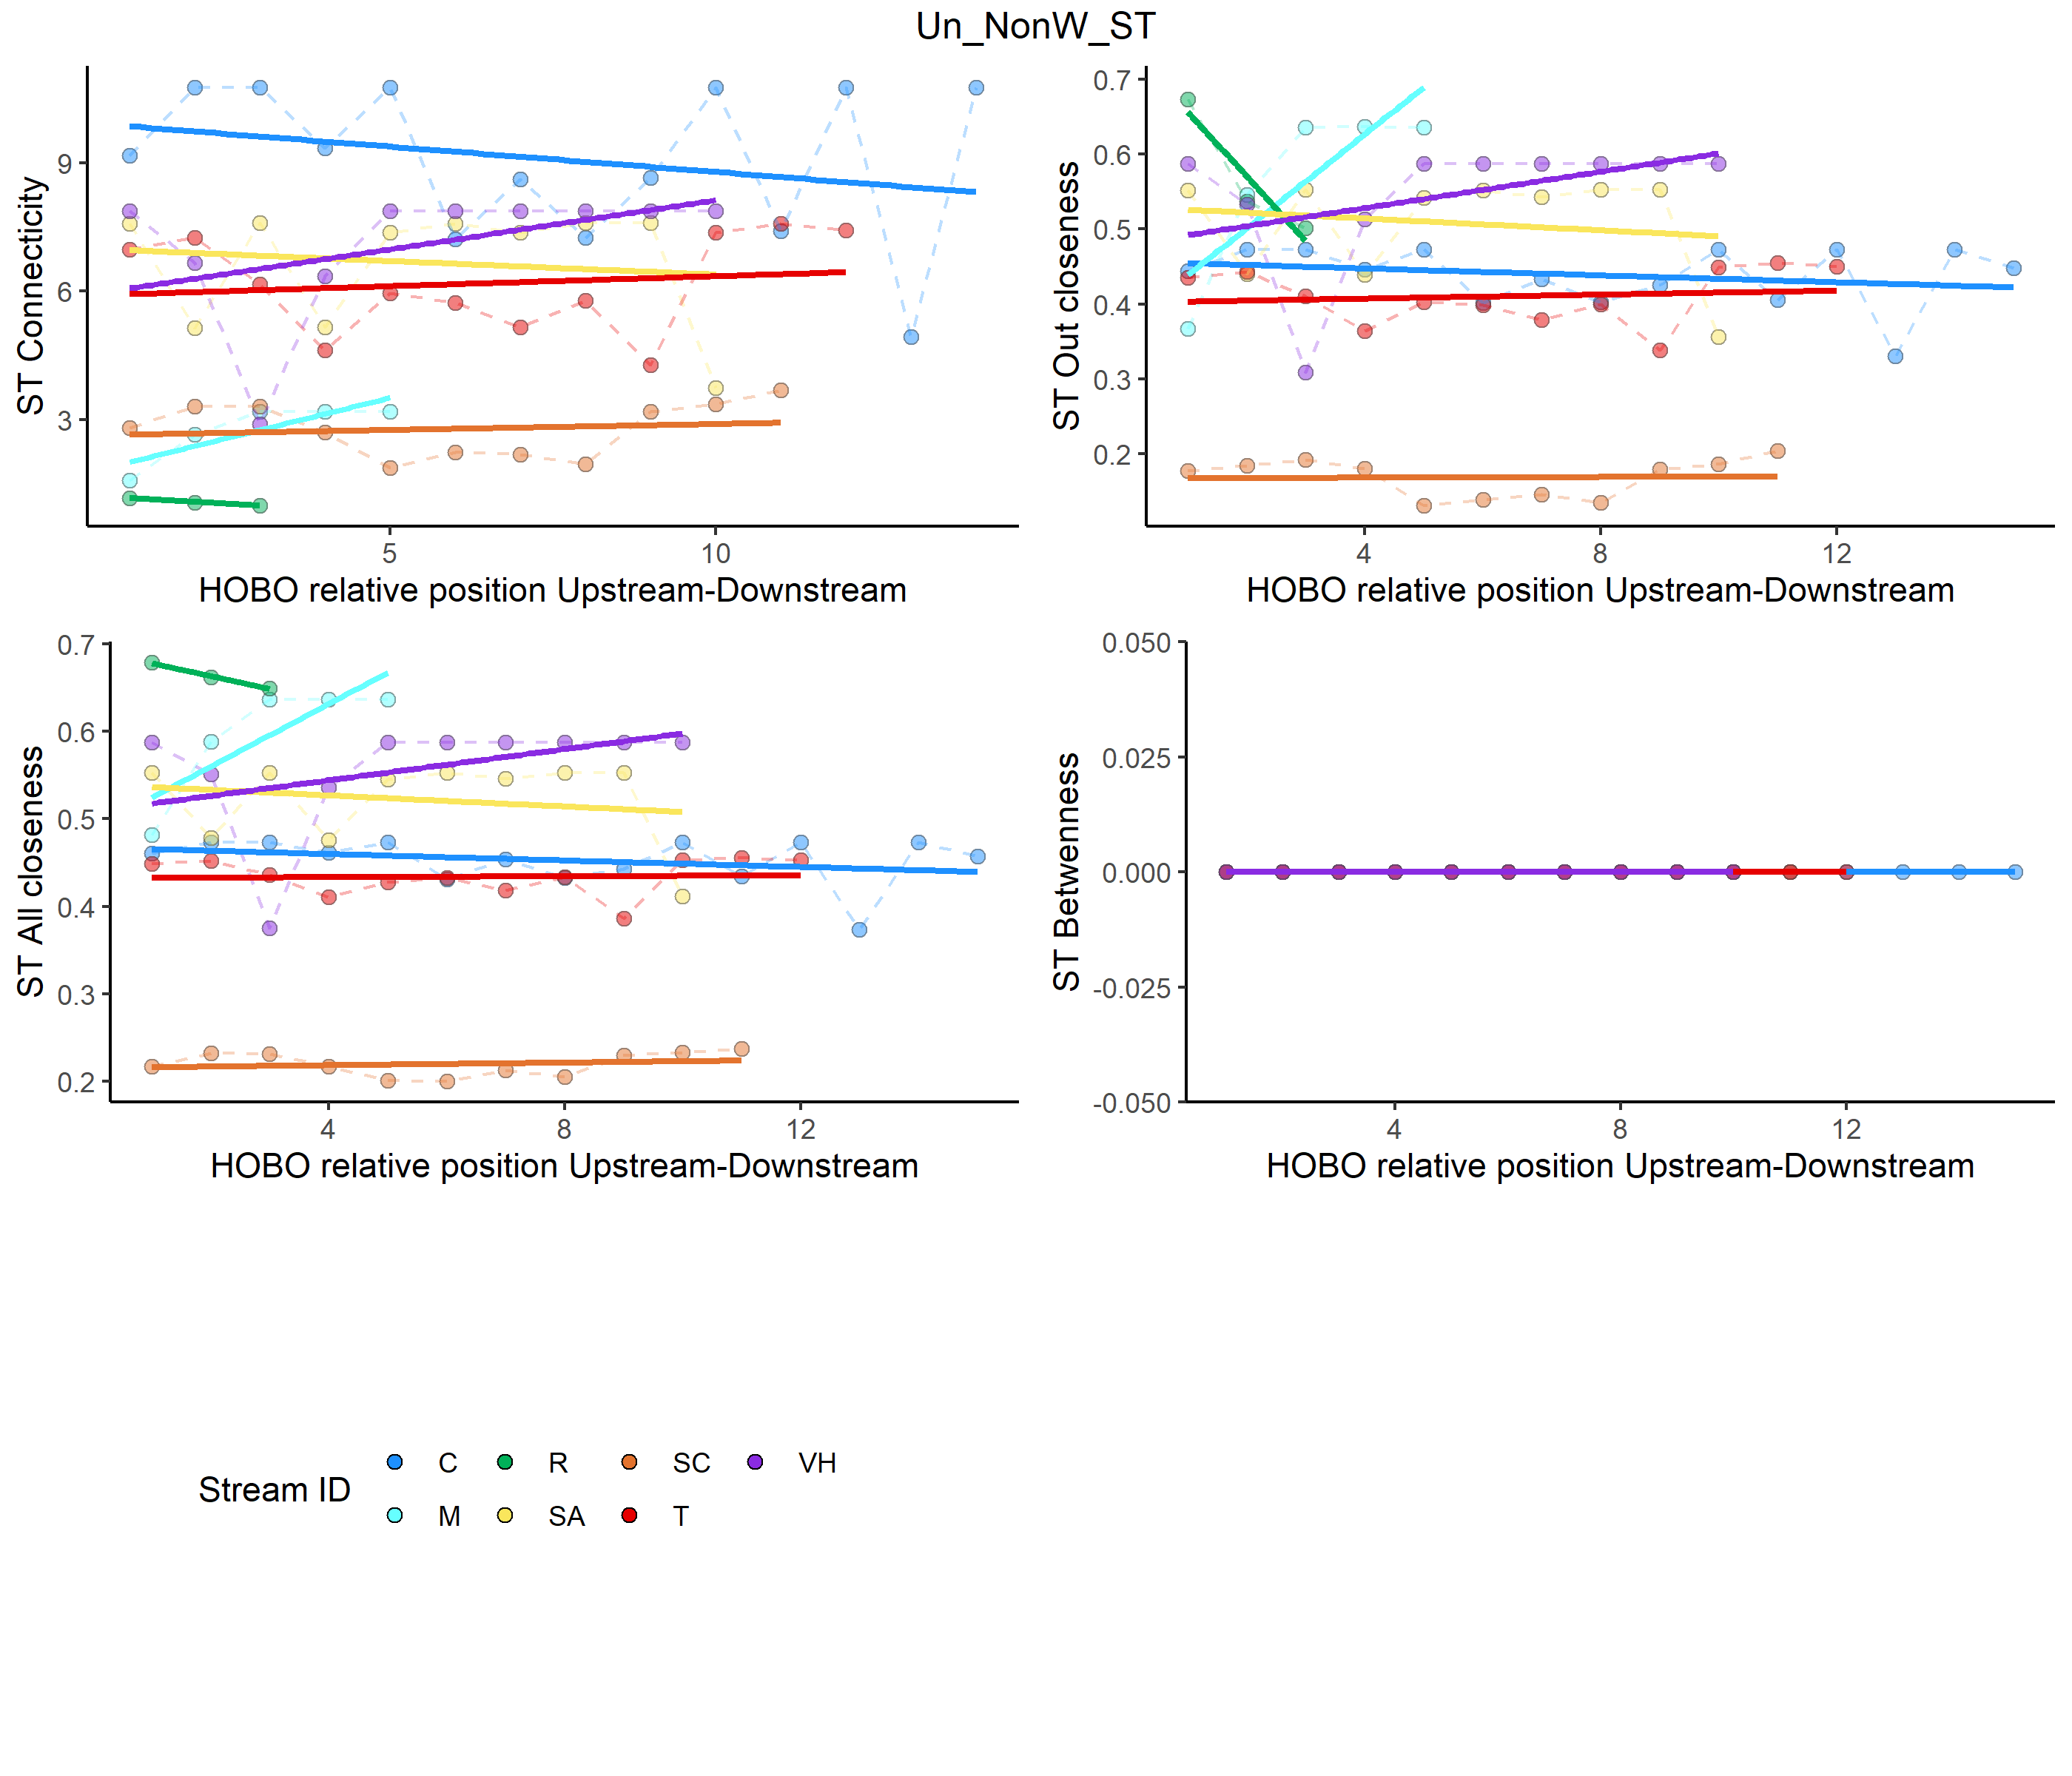 Un_NonW_ST
ST Connecticity
9
6
3
5 10
HOBO relative position Upstream-Downstream
ST Out closeness
0.7
0.6
0.5
0.4
0.3
0.2
4 8 12
HOBO relative position Upstream-Downstream
ST All closeness
0.7
0.6
0.5
0.4
0.3
0.2
4 8 12
HOBO relative position Upstream-Downstream
ST Betwenness
0.050
0.025
0.000
-0.025
-0.050
4 8 12
HOBO relative position Upstream-Downstream
Stream ID
C R SC VH
M SA T